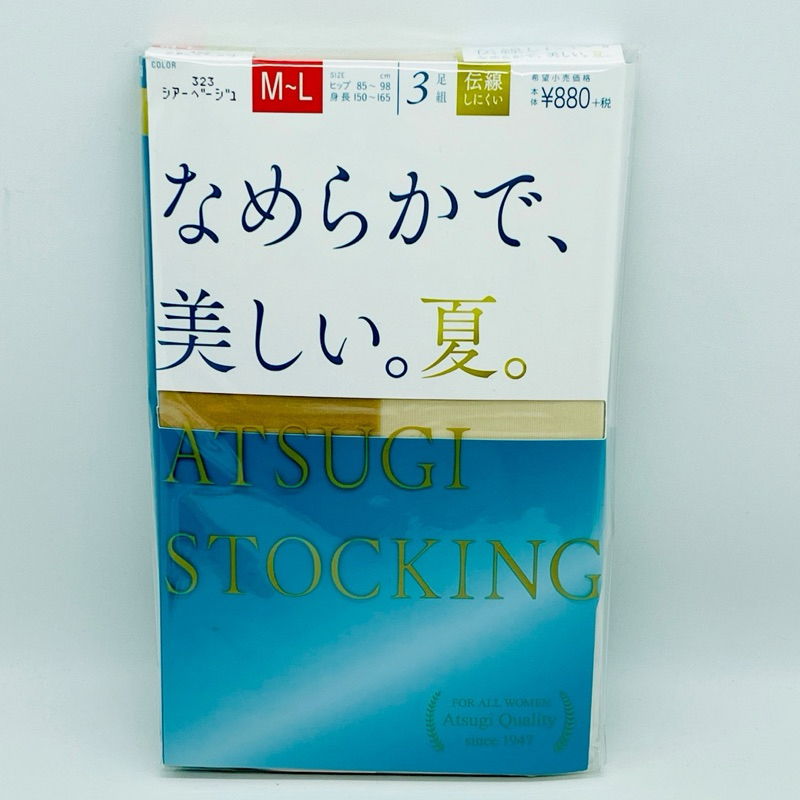 COLOR
323
シアーベージュ
M~L
SIZE cm
ヒップ 85~98
身長 150~165
3足組
伝線
しにくい
希望小売価格
本体 ¥880+税
なめらかで、
美しい。夏。
ATSUGI
STOCKING
FOR ALL WOMEN
Atsugi Quality
since 1947